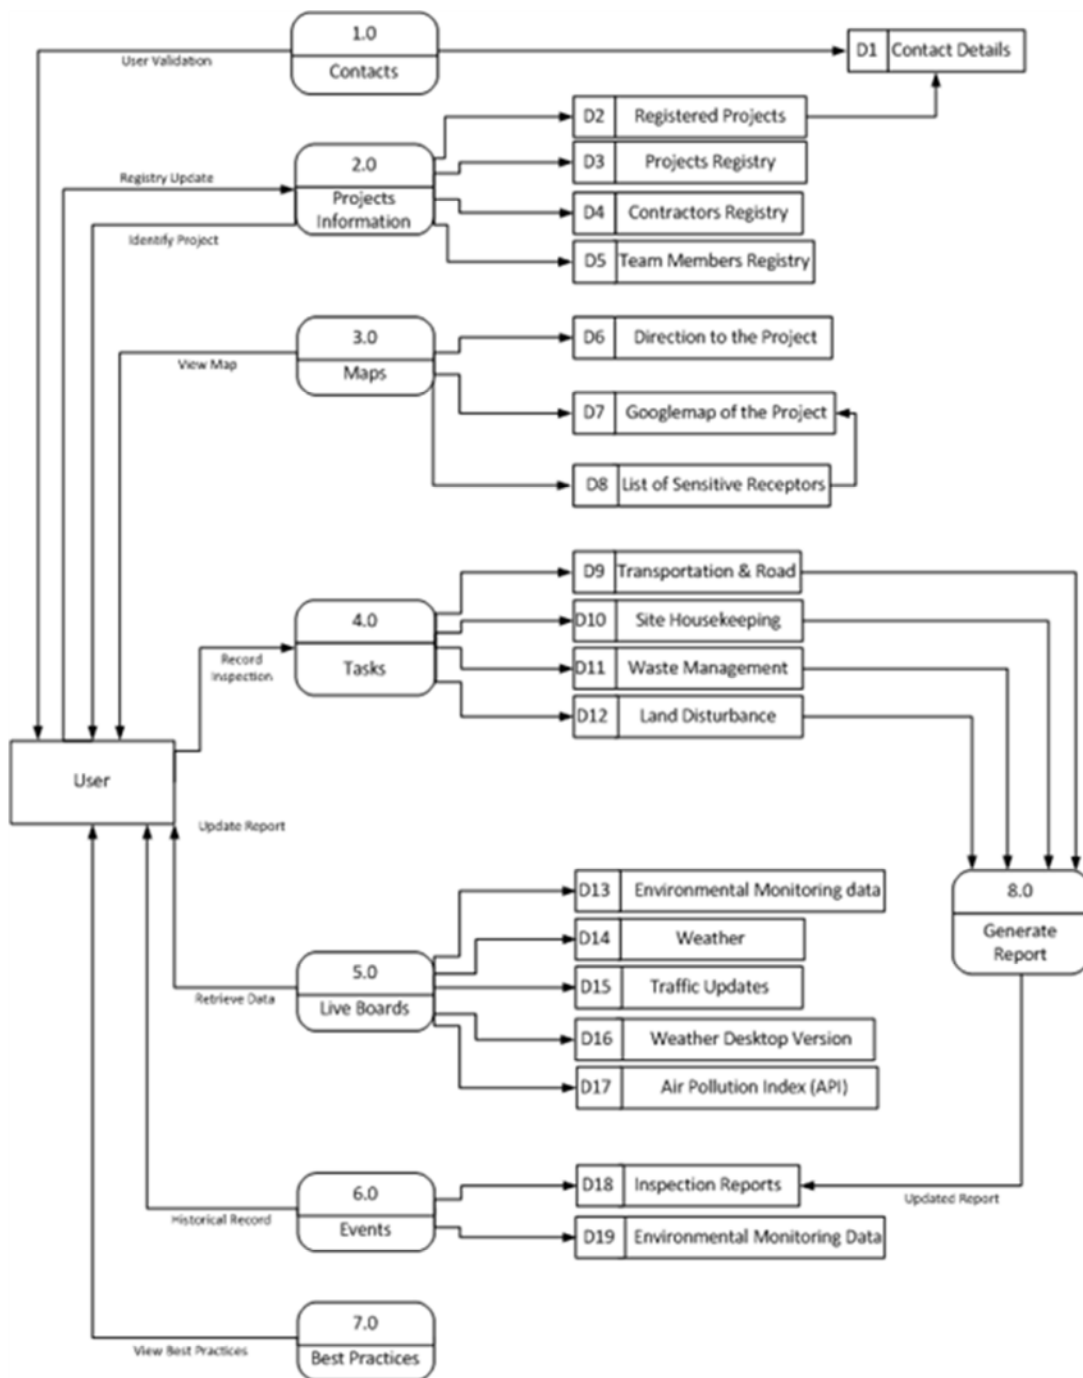 1.0
Contacts
User Validation
D1 Contact Details
D2 Registered Projects
2.0
Projects
Information
Registry Update
Identify Project
D3 Projects Registry
D4 Contractors Registry
D5 Team Members Registry
3.0
Maps
View Map
D6 Direction to the Project
D7 Googlemap of the Project
D8 List of Sensitive Receptors
D9 Transportation & Road
4.0
Tasks
Record
Inspection
D10 Site Housekeeping
D11 Waste Management
D12 Land Disturbance
User
Update Report
D13 Environmental Monitoring data
8.0
Generate
Report
D14 Weather
5.0
Live Boards
Retrieve Data
D15 Traffic Updates
D16 Weather Desktop Version
D17 Air Pollution Index (API)
6.0
Events
Historical Record
D18 Inspection Reports
Updated Report
D19 Environmental Monitoring Data
7.0
Best Practices
View Best Practices